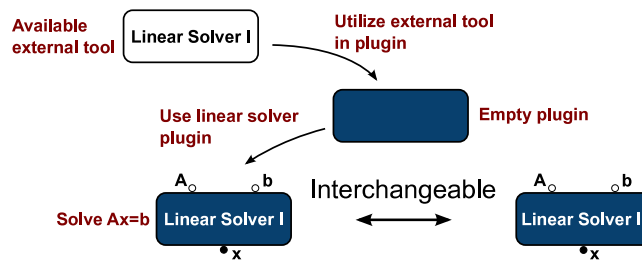 Available
external tool
Linear Solver I
Utilize external tool
in plugin
Use linear solver
plugin
Empty plugin
A
b
Interchangeable
A
b
Solve Ax=b
Linear Solver I
Linear Solver I
x
x